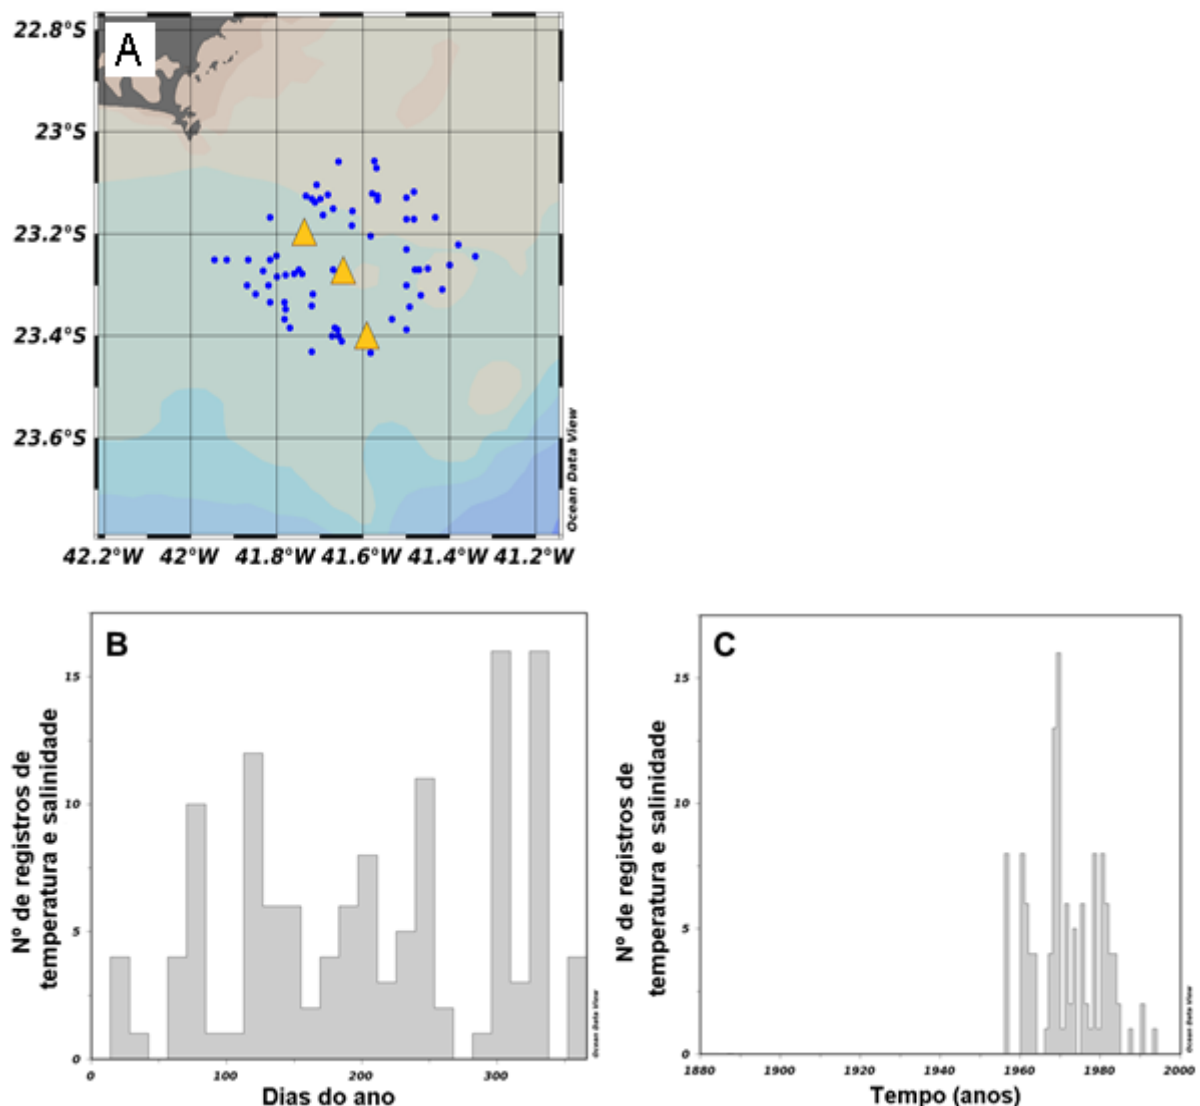 A
22.8°S
23°S
23.2°S
23.4°S
23.6°S
42.2°W 42°W 41.8°W 41.6°W 41.4°W 41.2°W
Ocean Data View
B
Nº de registros de
temperatura e salinidade
15
10
5
0
0 100 200 300
Dias do ano
Ocean Data View
C
Nº de registros de
temperatura e salinidade
15
10
5
0
1880 1900 1920 1940 1960 1980 2000
Tempo (anos)
Ocean Data View